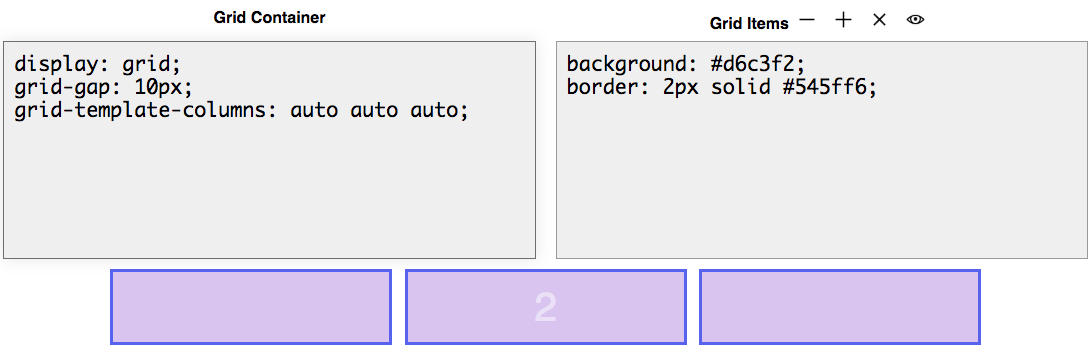 Grid Container
Grid Items
display: grid;
grid-gap: 10px;
grid-template-columns: auto auto auto;
background: #d6c3f2;
border: 2px solid #545ff6;
2